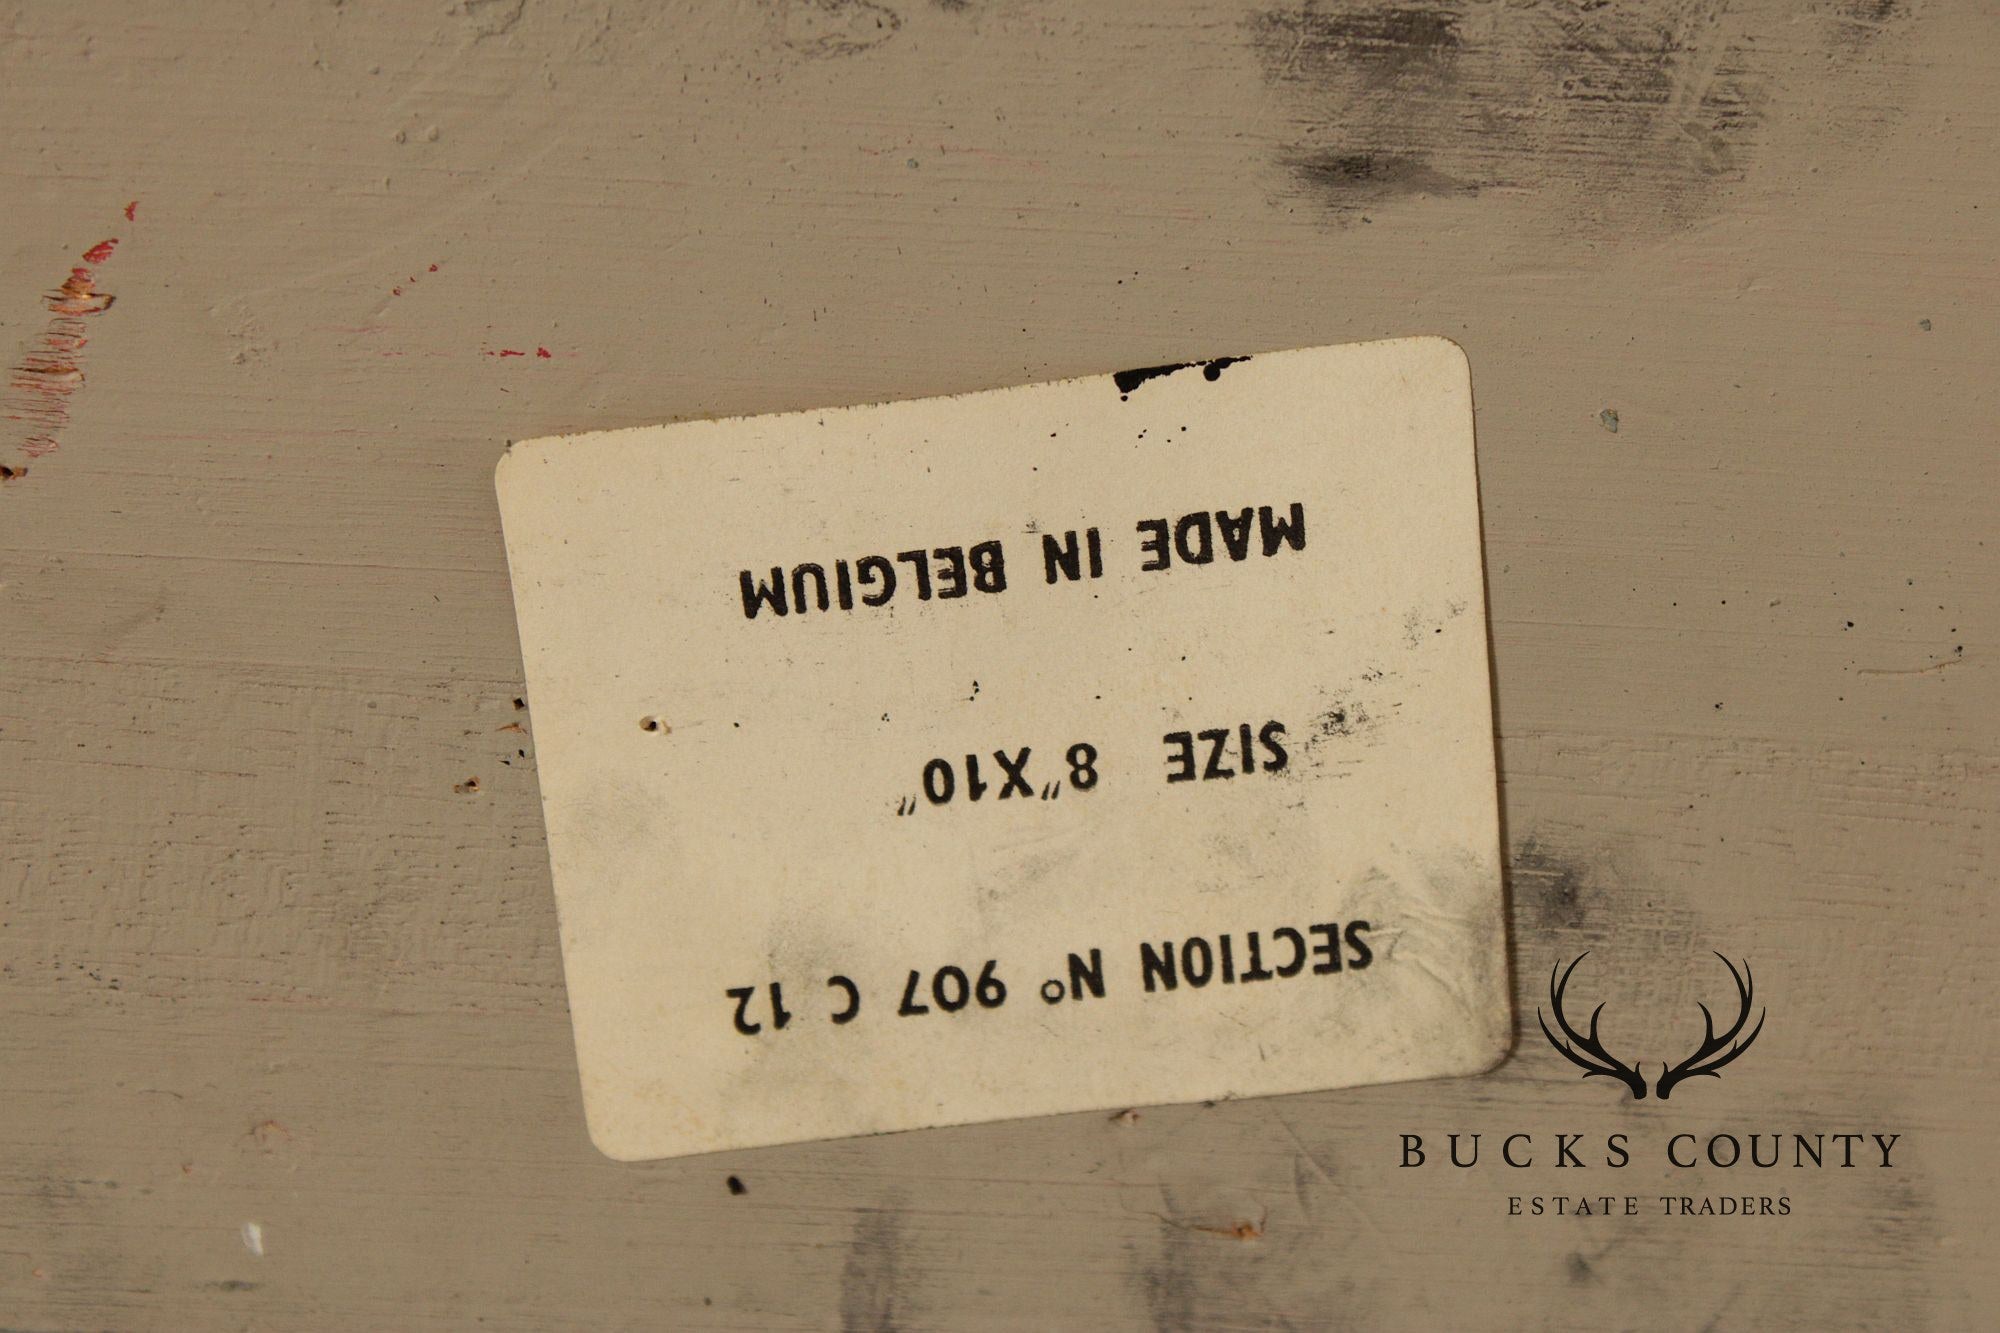 SECTION Nº 907 C 12
SIZE 8"X10"
MADE IN BELGIUM
BUCKS COUNTY
ESTATE TRADERS